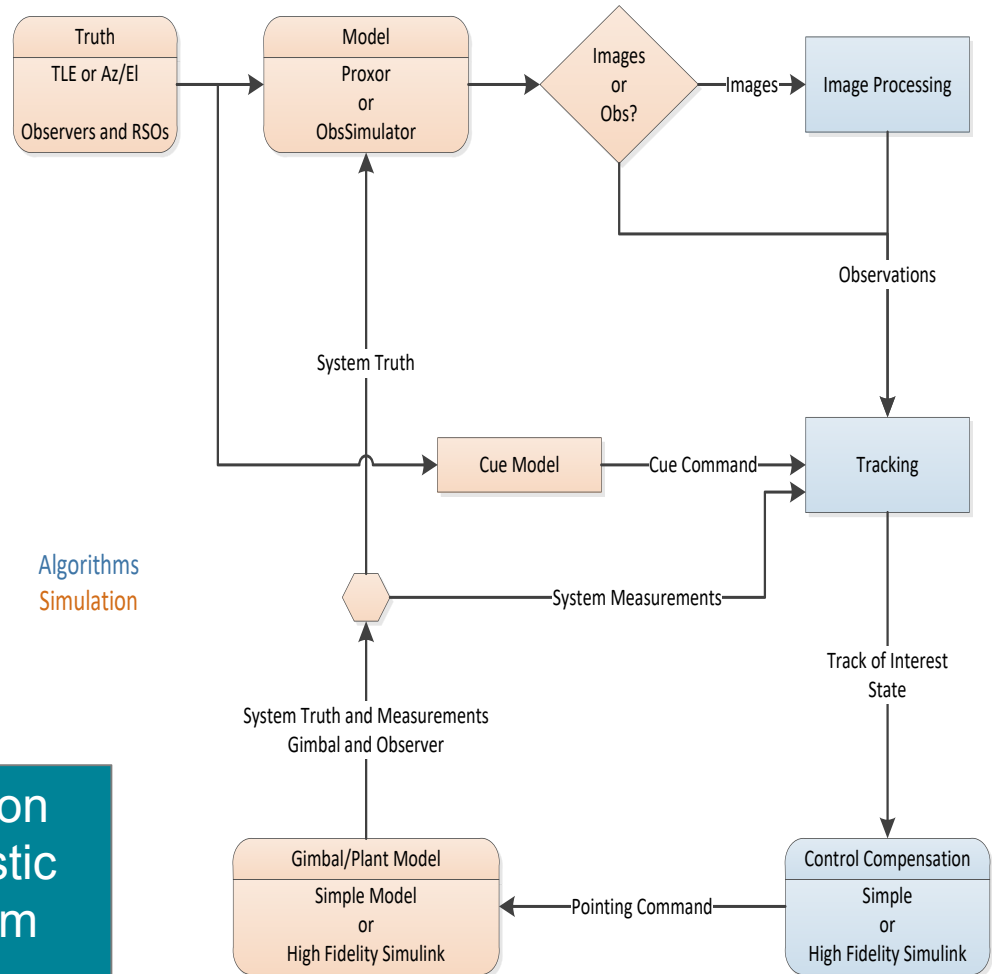 Truth
TLE or Az/El
Observers and RSOs
Model
Proxor
or
ObsSimulator
Images
or
Obs?
Images
Image Processing
Observations
System Truth
Cue Model
Cue Command
Tracking
Algorithms
Simulation
System Measurements
Track of Interest
State
System Truth and Measurements
Gimbal and Observer
on
stic
m
Gimbal/Plant Model
Simple Model
or
High Fidelity Simulink
Pointing Command
Control Compensation
Simple
or
High Fidelity Simulink